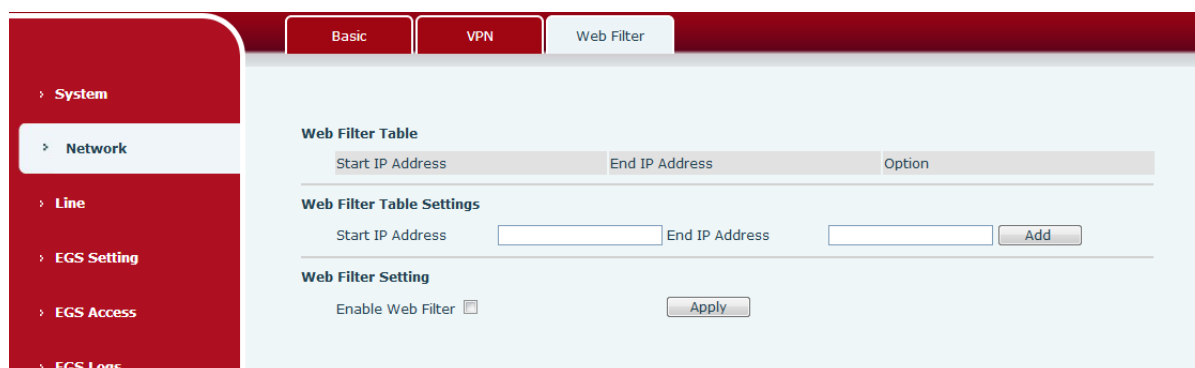 Basic VPN Web Filter
› System
› Network
› Line
› EGS Setting
› EGS Access
› EGS Logs
Web Filter Table
Start IP Address End IP Address Option
Web Filter Table Settings
Start IP Address End IP Address Add
Web Filter Setting
Enable Web Filter Apply